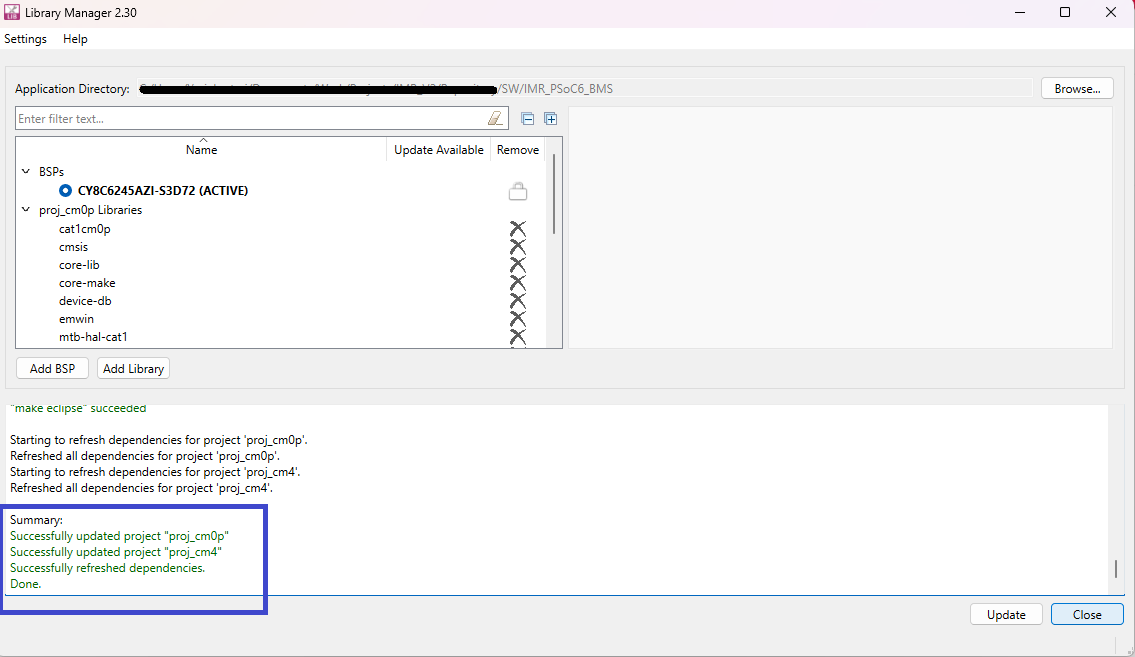 Library Manager 2.30
Settings Help
Application Directory: /SW/IMR_PSoC6_BMS Browse...
Enter filter text...
Name Update Available Remove
BSPs
CY8C6245AZI-S3D72 (ACTIVE)
proj_cm0p Libraries
cat1cm0p
cmsis
core-lib
core-make
device-db
emwin
mtb-hal-cat1
Add BSP Add Library
"make eclipse" succeeded
Starting to refresh dependencies for project 'proj_cm0p'.
Refreshed all dependencies for project 'proj_cm0p'.
Starting to refresh dependencies for project 'proj_cm4'.
Refreshed all dependencies for project 'proj_cm4'.
Summary:
Successfully updated project "proj_cm0p"
Successfully updated project "proj_cm4"
Successfully refreshed dependencies.
Done.
Update Close